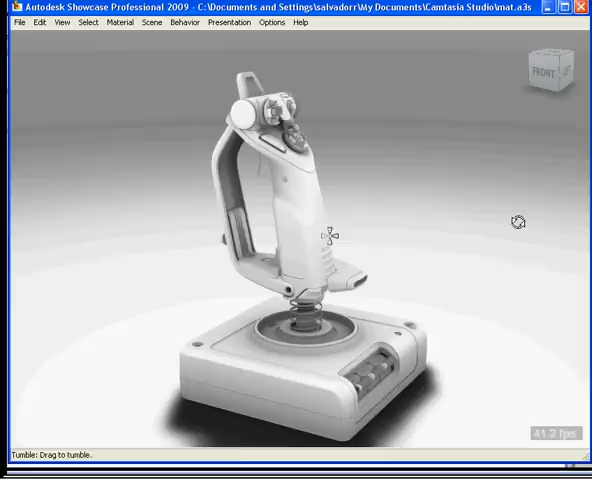 Autodesk Showcase Professional 2009 - C:\Documents and Settings\salvadorr\My Documents\Camtasia Studio\mat.a3s
File Edit View Select Material Scene Behavior Presentation Options Help
FRONT
41.2 fps
Tumble: Drag to tumble.